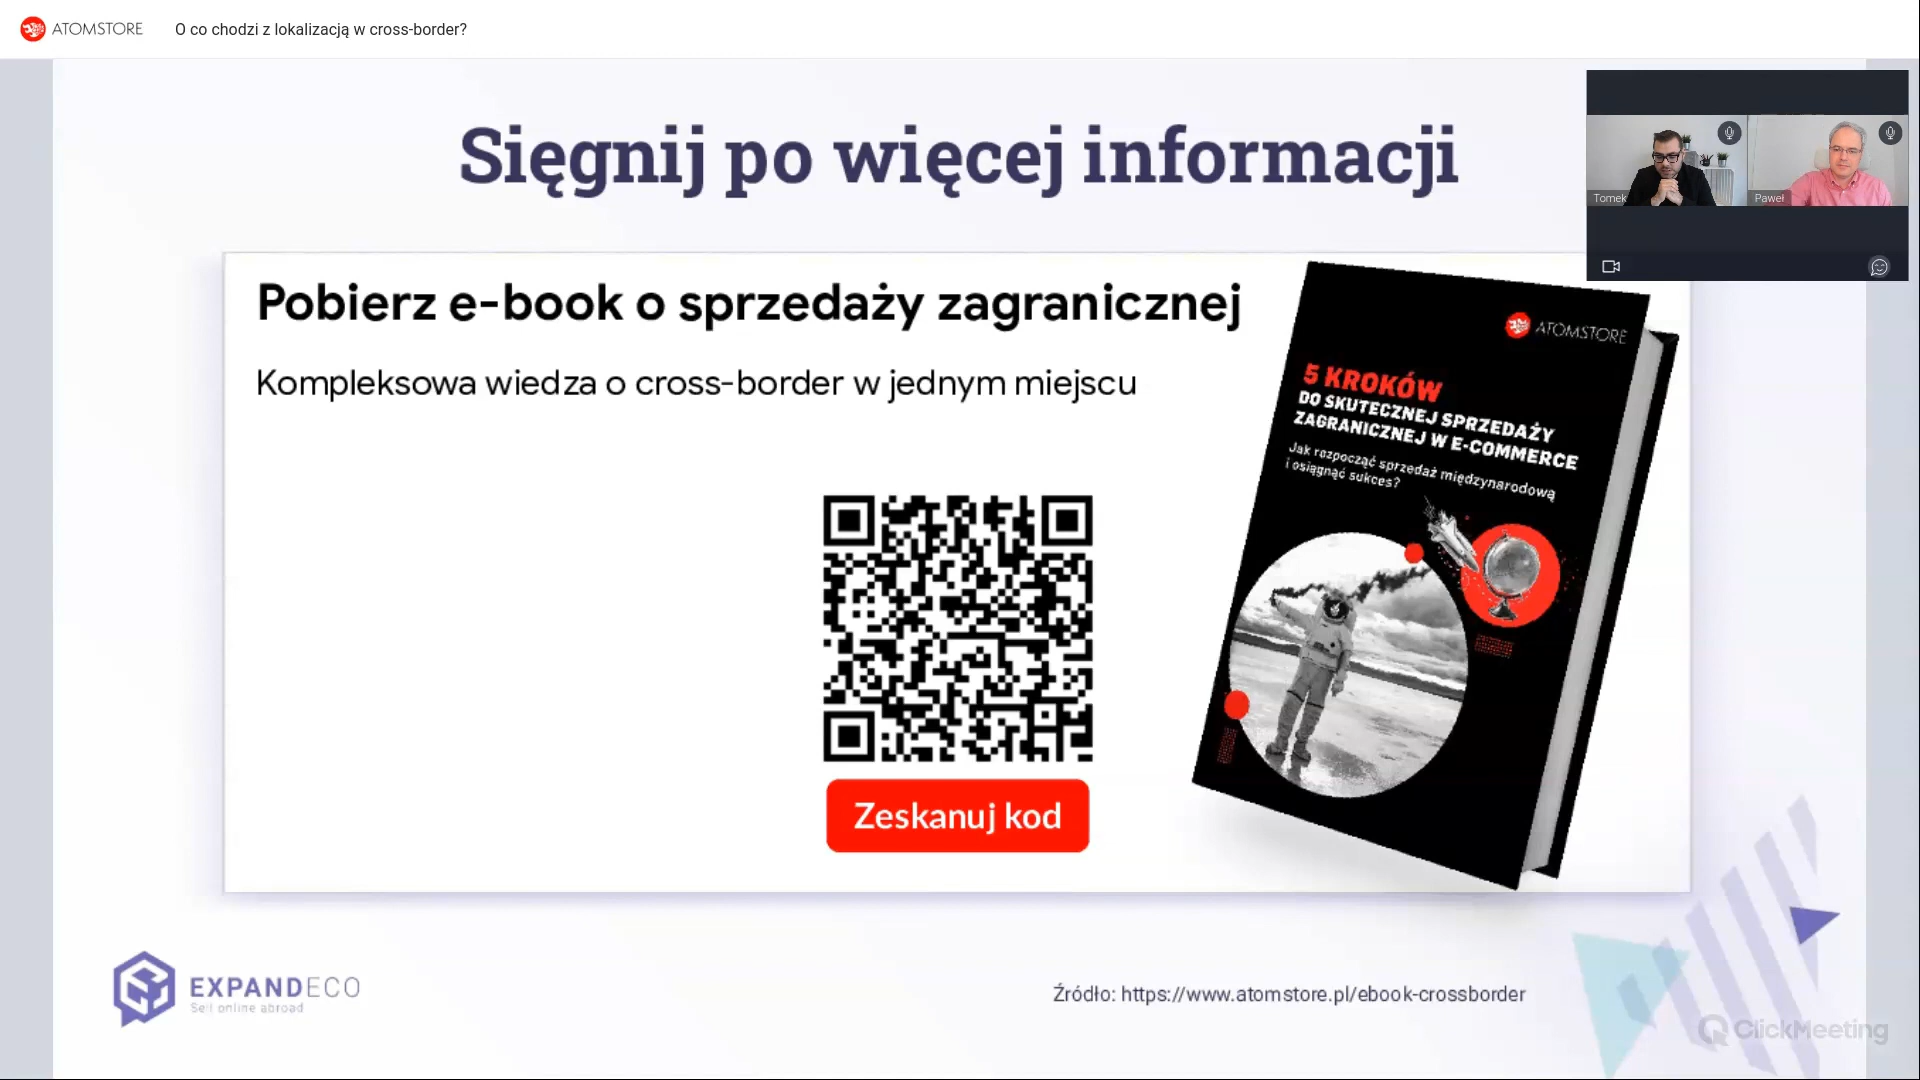 ATOMSTORE
O co chodzi z lokalizacją w cross-border?
Sięgnij po więcej informacji
Tomek
Paweł
Pobierz e-book o sprzedaży zagranicznej
Kompleksowa wiedza o cross-border w jednym miejscu
ATOMSTORE
5 KROKÓW
DO SKUTECZNEJ SPRZEDAŻY
ZAGRANICZNEJ W E-COMMERCE
Jak rozpocząć sprzedaż międzynarodową
i osiągnąć sukces?
Zeskanuj kod
EXPANDECO
Sell online abroad
Źródło: https://www.atomstore.pl/ebook-crossborder
ClickMeeting